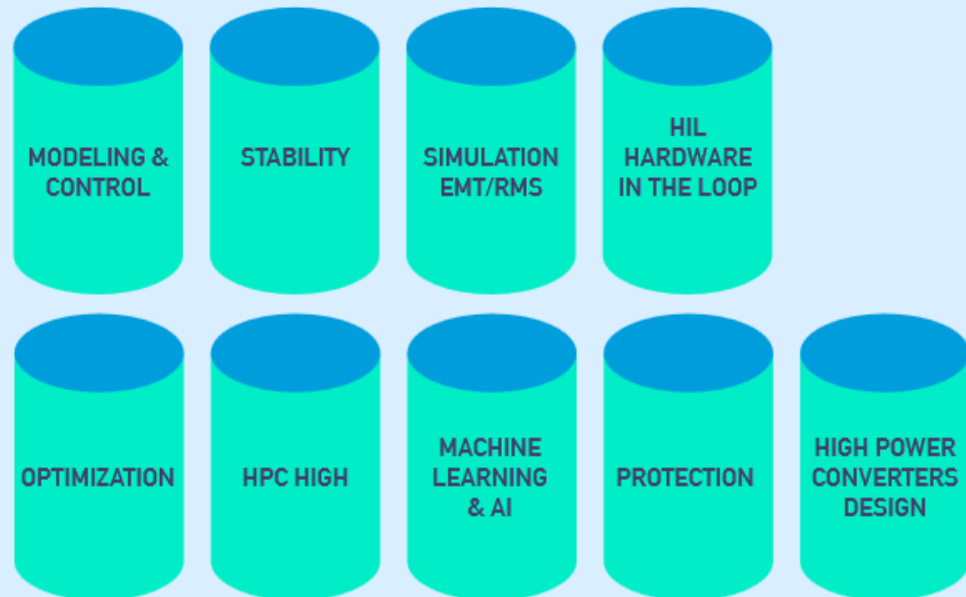 MODELING &
CONTROL
STABILITY
SIMULATION
EMT/RMS
HIL
HARDWARE
IN THE LOOP
OPTIMIZATION
HPC HIGH
MACHINE
LEARNING
& AI
PROTECTION
HIGH POWER
CONVERTERS
DESIGN